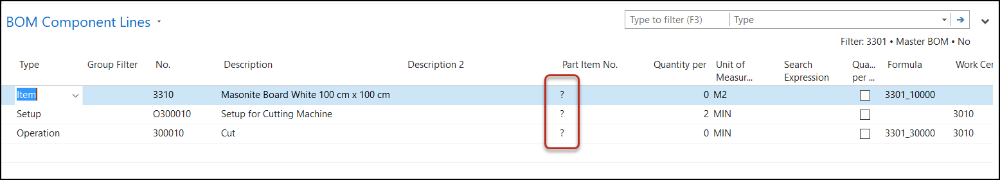 BOM Component Lines
Type to filter (F3) Type
Filter: 3301 • Master BOM • No
Type Group Filter No. Description Description 2 Part Item No. Quantity per Unit of Measur... Search Expression Qua... per ... Formula Work Cen
Item 3310 Masonite Board White 100 cm x 100 cm ? 0 M2 3301_10000
Setup O300010 Setup for Cutting Machine ? 2 MIN 3010
Operation 300010 Cut ? 0 MIN 3301_30000 3010